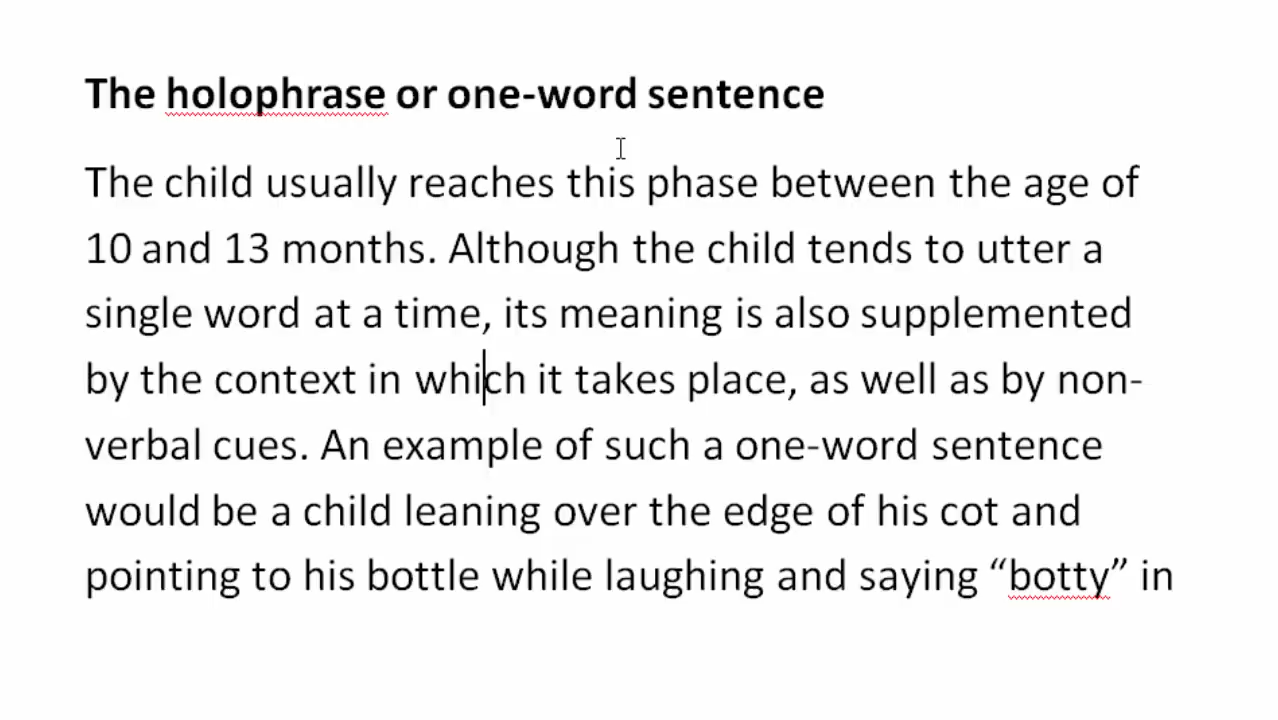 The holophrase or one-word sentence
The child usually reaches this phase between the age of
10 and 13 months. Although the child tends to utter a
single word at a time, its meaning is also supplemented
by the context in which it takes place, as well as by non-
verbal cues. An example of such a one-word sentence
would be a child leaning over the edge of his cot and
pointing to his bottle while laughing and saying “botty” in